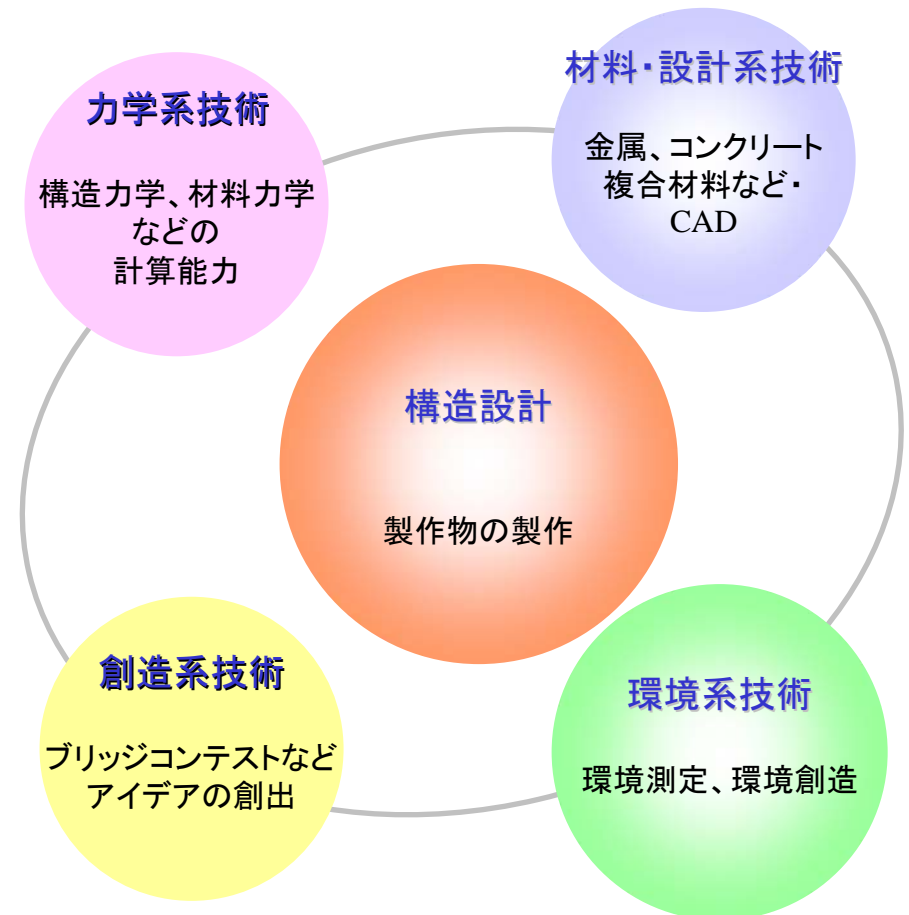 力学系技術
構造力学、材料力学
などの
計算能力
材料・設計系技術
金属、コンクリート
複合材料など・
CAD
構造設計
製作物の製作
創造系技術
ブリッジコンテストなど
アイデアの創出
環境系技術
環境測定、環境創造